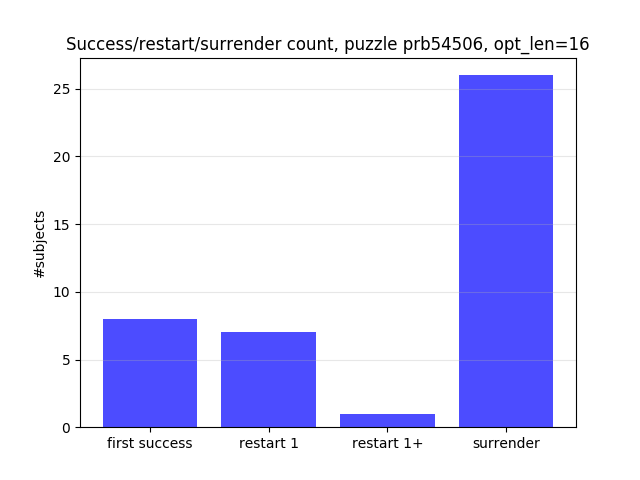 Success/restart/surrender count, puzzle prb54506, opt_len=16
#subjects
25
20
15
10
5
0
first success
restart 1
restart 1+
surrender